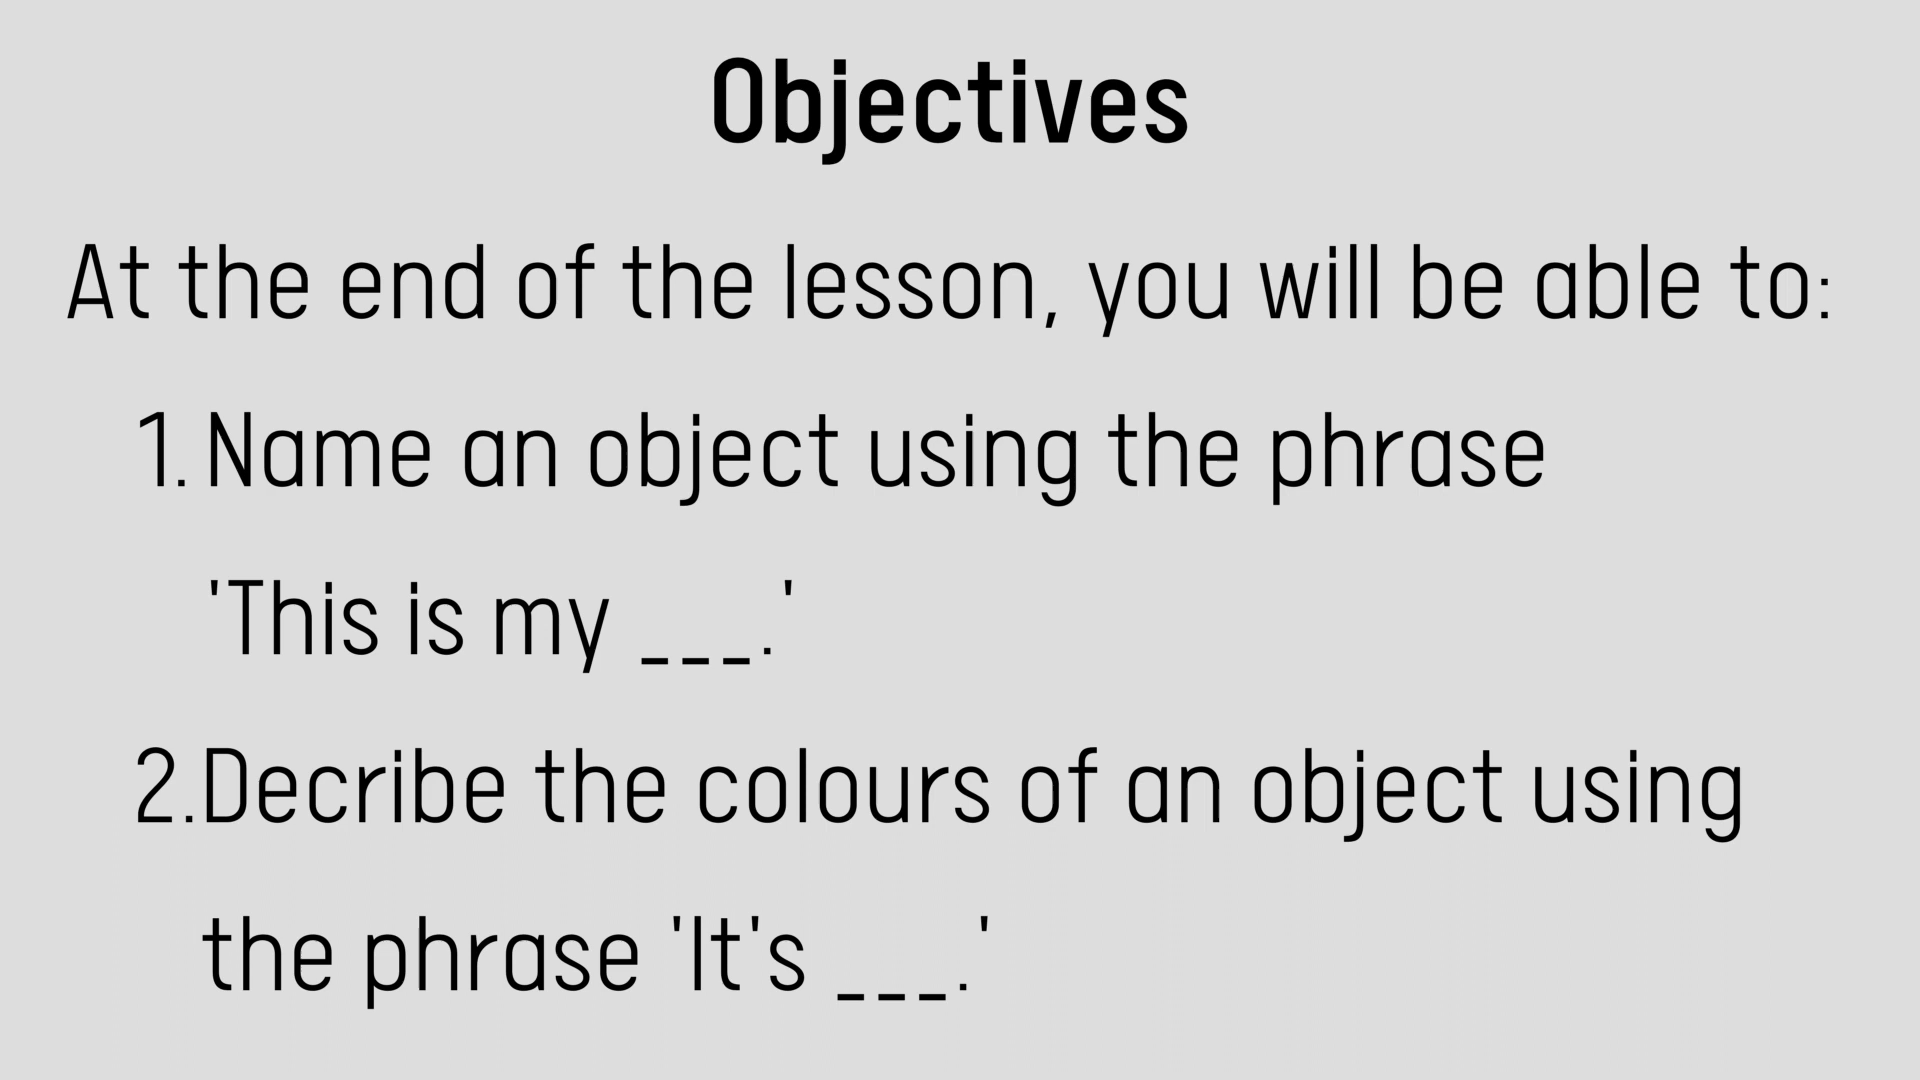 Objectives
At the end of the lesson, you will be able to:
1. Name an object using the phrase
'This is my ___.'
2. Decribe the colours of an object using
the phrase 'It's ___.'